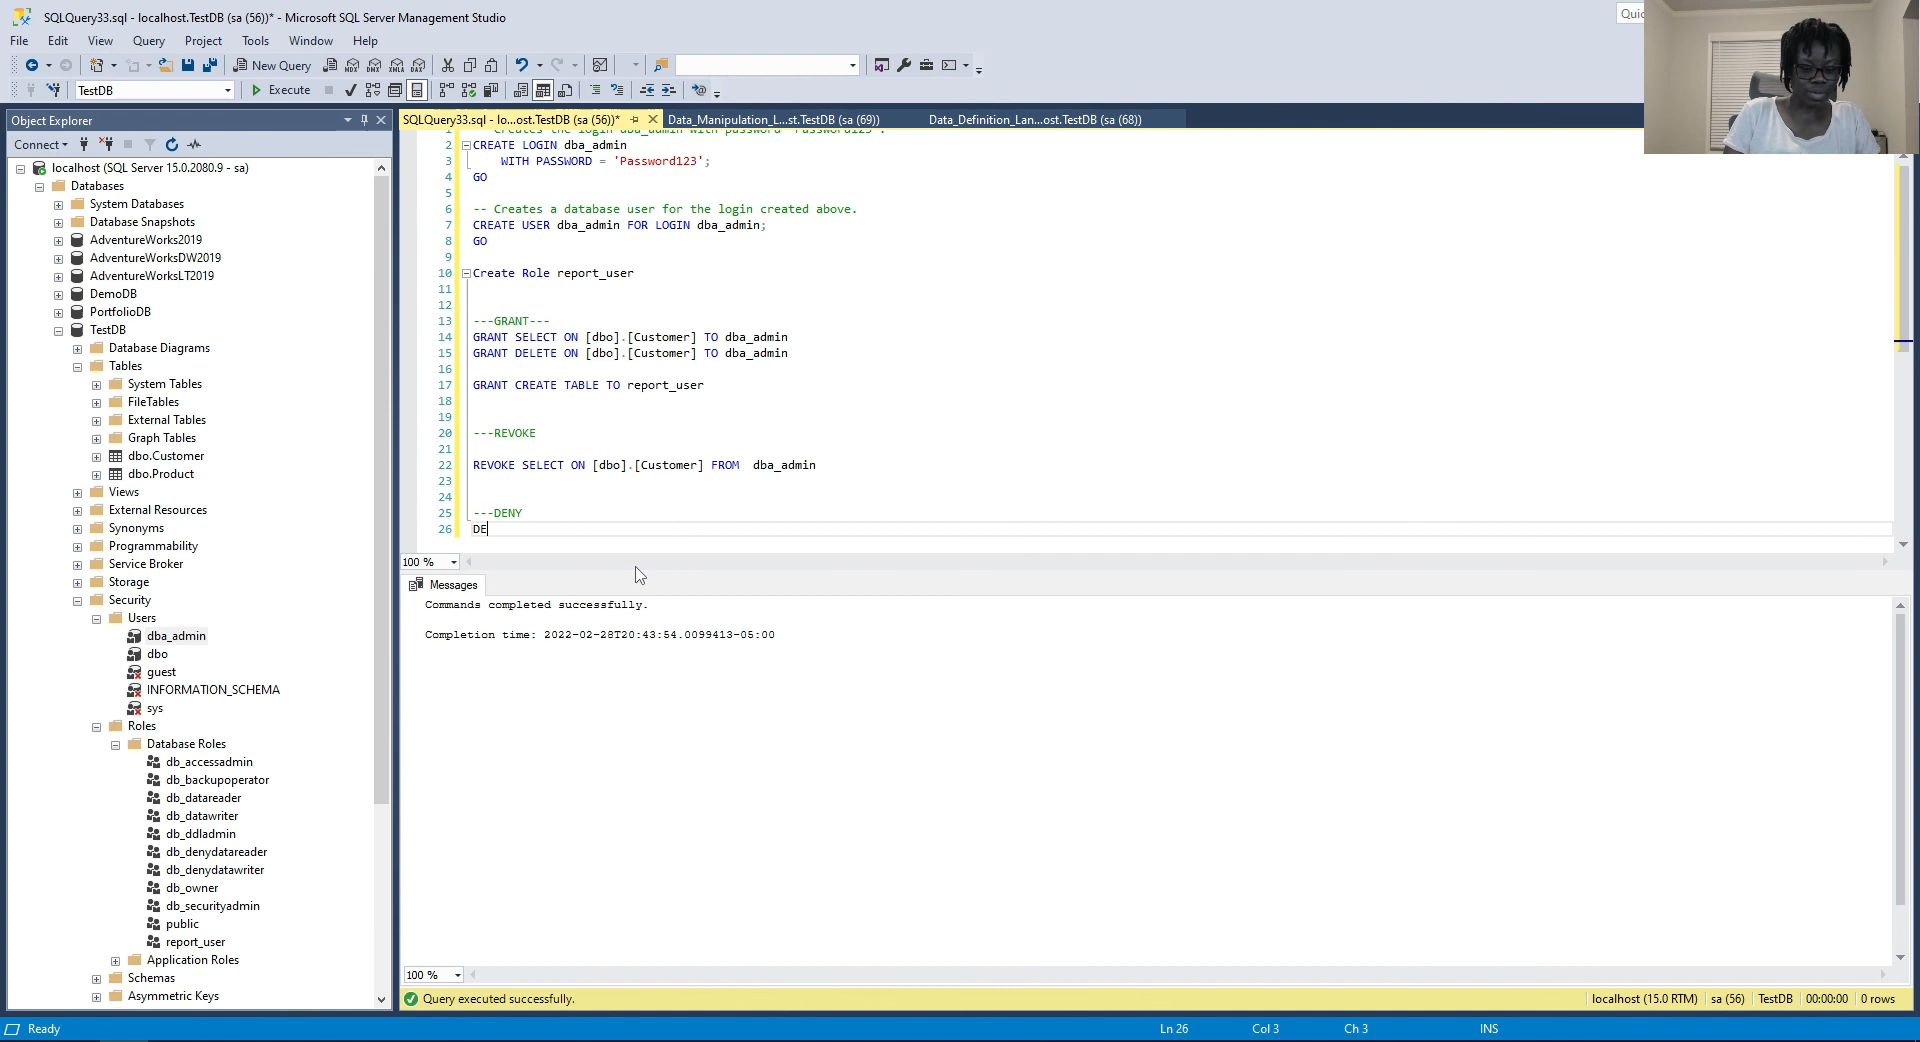 SQLQuery33.sql - localhost.TestDB (sa (56))* - Microsoft SQL Server Management Studio
Quic
File Edit View Query Project Tools Window Help
New Query
TestDB Execute
Object Explorer
Connect
localhost (SQL Server 15.0.2080.9 - sa)
Databases
System Databases
Database Snapshots
AdventureWorks2019
AdventureWorksDW2019
AdventureWorksLT2019
DemoDB
PortfolioDB
TestDB
Database Diagrams
Tables
System Tables
FileTables
External Tables
Graph Tables
dbo.Customer
dbo.Product
Views
External Resources
Synonyms
Programmability
Service Broker
Storage
Security
Users
dba_admin
dbo
guest
INFORMATION_SCHEMA
sys
Roles
Database Roles
db_accessadmin
db_backupoperator
db_datareader
db_datawriter
db_ddladmin
db_denydatareader
db_denydatawriter
db_owner
db_securityadmin
public
report_user
Application Roles
Schemas
Asymmetric Keys
SQLQuery33.sql - lo...ost.TestDB (sa (56))* Data_Manipulation_L...st.TestDB (sa (69)) Data_Definition_Lan...ost.TestDB (sa (68))
1 -- Creates the login dba_admin with password 'Password123'.
2 CREATE LOGIN dba_admin
3 WITH PASSWORD = 'Password123';
4 GO
5
6 -- Creates a database user for the login created above.
7 CREATE USER dba_admin FOR LOGIN dba_admin;
8 GO
9
10 Create Role report_user
11
12
13 ---GRANT---
14 GRANT SELECT ON [dbo].[Customer] TO dba_admin
15 GRANT DELETE ON [dbo].[Customer] TO dba_admin
16
17 GRANT CREATE TABLE TO report_user
18
19
20 ---REVOKE
21
22 REVOKE SELECT ON [dbo].[Customer] FROM  dba_admin
23
24
25 ---DENY
26 DE
100 %
Messages
Commands completed successfully.
Completion time: 2022-02-28T20:43:54.0099413-05:00
100 %
Query executed successfully. localhost (15.0 RTM) sa (56) TestDB 00:00:00 0 rows
Ready Ln 26 Col 3 Ch 3 INS